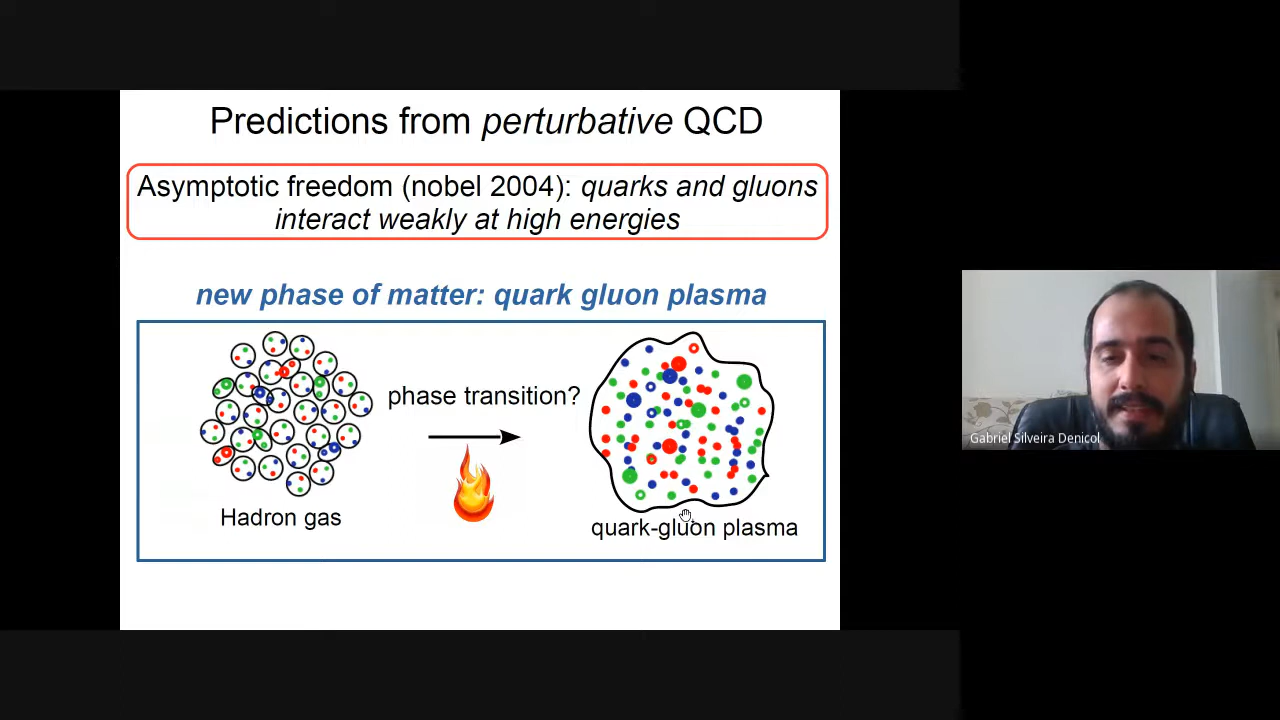 Predictions from perturbative QCD
Asymptotic freedom (nobel 2004): quarks and gluons
interact weakly at high energies
new phase of matter: quark gluon plasma
phase transition?
Hadron gas
quark-gluon plasma
Gabriel Silveira Denicol